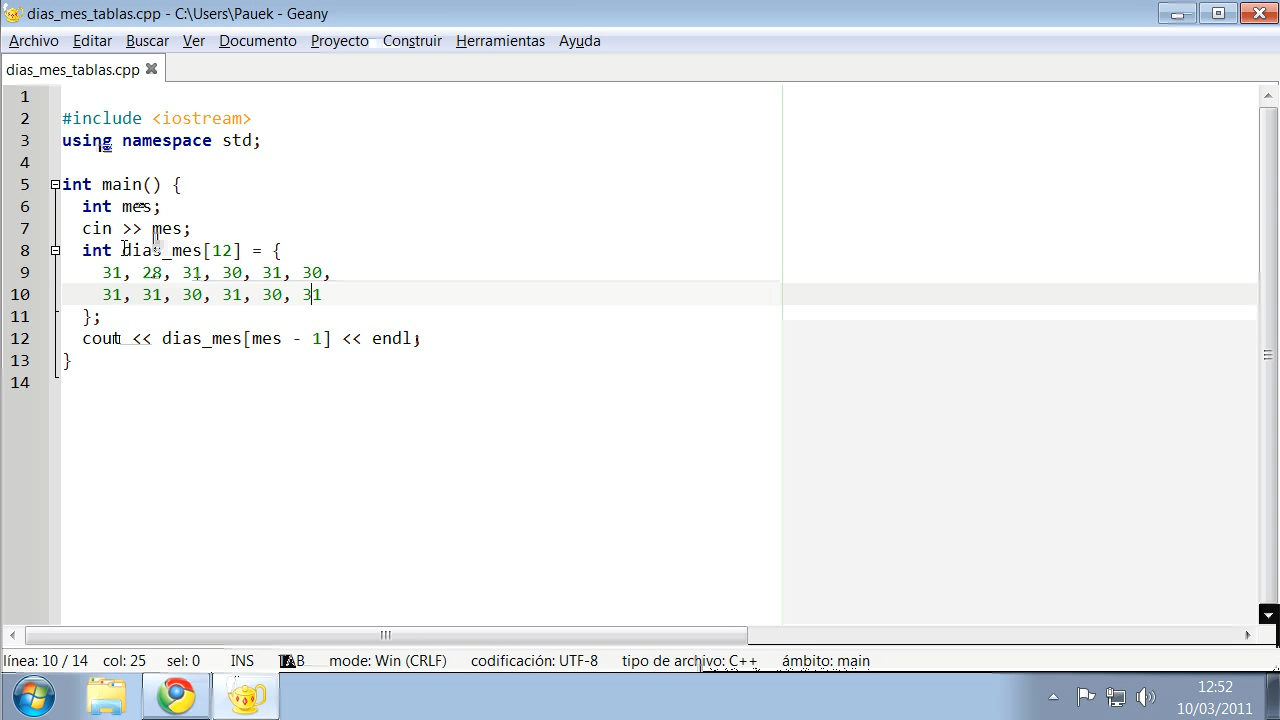 dias_mes_tablas.cpp - C:\Users\Pauek - Geany
Archivo Editar Buscar Ver Documento Proyecto Construir Herramientas Ayuda
dias_mes_tablas.cpp
1
2 #include <iostream>
3 using namespace std;
4
5 int main() {
6 int mes;
7 cin >> mes;
8 int dias_mes[12] = {
9 31, 28, 31, 30, 31, 30,
10 31, 31, 30, 31, 30, 31
11 };
12 cout << dias_mes[mes - 1] << endl;
13 }
14
línea: 10 / 14 col: 25 sel: 0 INS TAB mode: Win (CRLF) codificación: UTF-8 tipo de archivo: C++ ámbito: main
12:52
10/03/2011